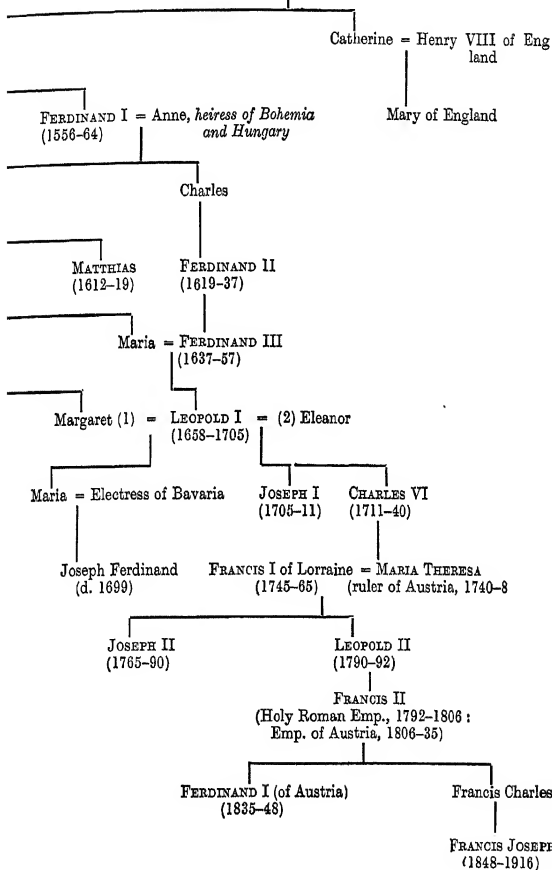 Catherine = Henry VIII of Eng
land
Mary of England
FERDINAND I = Anne, heiress of Bohemia
(1556–64) and Hungary
Charles
MATTHIAS FERDINAND II
(1612–19) (1619–37)
Maria = FERDINAND III
(1637–57)
Margaret (1) = LEOPOLD I = (2) Eleanor
(1658–1705)
Maria = Electress of Bavaria JOSEPH I CHARLES VI
(1705–11) (1711–40)
Joseph Ferdinand FRANCIS I of Lorraine = MARIA THERESA
(d. 1699) (1745–65) (ruler of Austria, 1740–8
JOSEPH II LEOPOLD II
(1765–90) (1790–92)
FRANCIS II
(Holy Roman Emp., 1792–1806 :
Emp. of Austria, 1806–35)
FERDINAND I (of Austria) Francis Charles
(1835–48)
FRANCIS JOSEPH
(1848–1916)